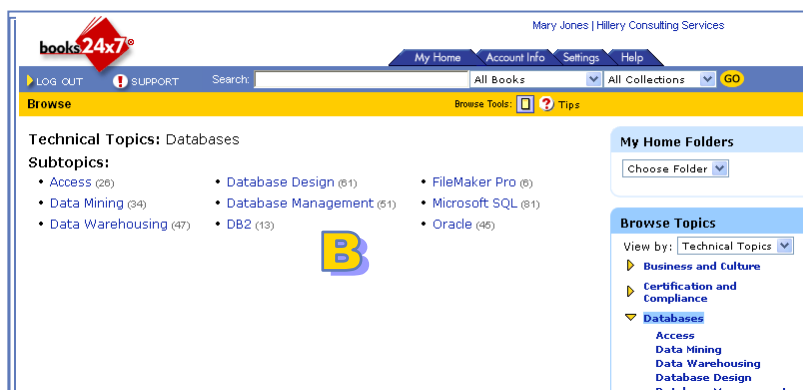 Mary Jones | Hillery Consulting Services
books 24x7®
My Home Account Info Settings Help
LOG OUT ! SUPPORT Search: All Books All Collections GO
Browse Browse Tools: ? Tips
Technical Topics: Databases
Subtopics:
• Access (26) • Database Design (61) • FileMaker Pro (6)
• Data Mining (34) • Database Management (51) • Microsoft SQL (81)
• Data Warehousing (47) • DB2 (13) • Oracle (45)
B
My Home Folders
Choose Folder
Browse Topics
View by: Technical Topics
Business and Culture
Certification and
Compliance
Databases
Access
Data Mining
Data Warehousing
Database Design